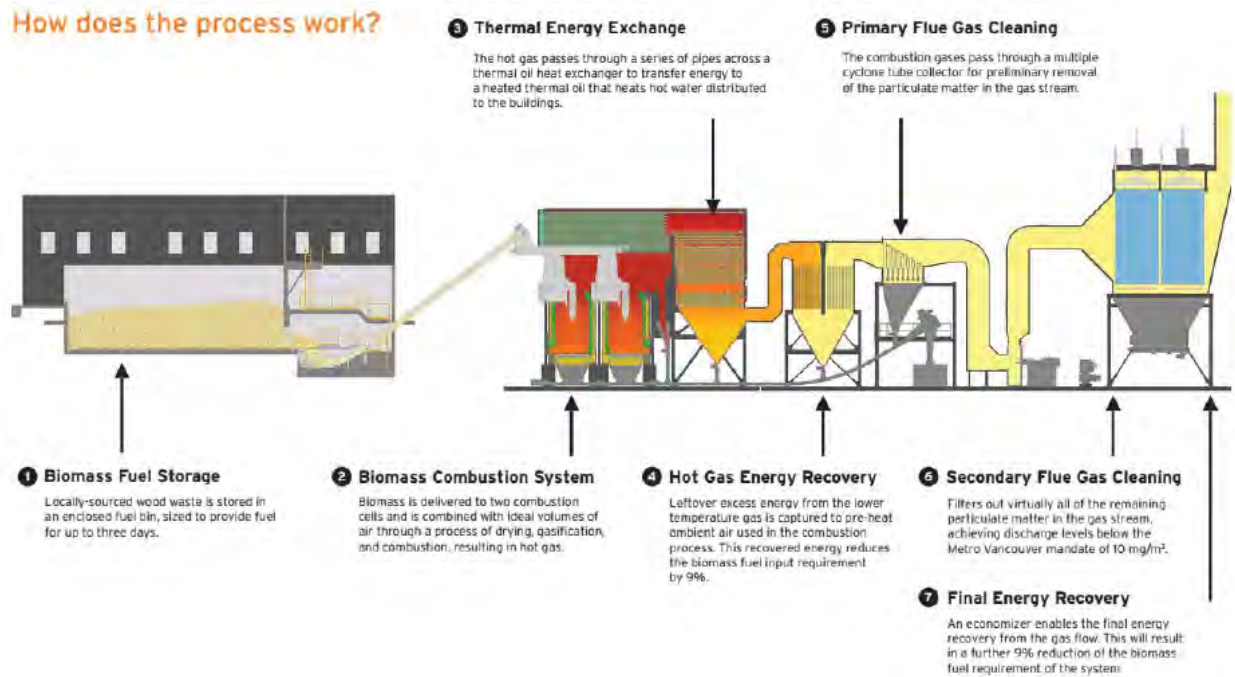 How does the process work?
3 Thermal Energy Exchange
The hot gas passes through a series of pipes across a
thermal oil heat exchanger to transfer energy to
a heated thermal oil that heats hot water distributed
to the buildings.
5 Primary Flue Gas Cleaning
The combustion gases pass through a multiple
cyclone tube collector for preliminary removal
of the particulate matter in the gas stream.
1 Biomass Fuel Storage
Locally-sourced wood waste is stored in
an enclosed fuel bin, sized to provide fuel
for up to three days.
2 Biomass Combustion System
Biomass is delivered to two combustion
cells and is combined with ideal volumes of
air through a process of drying, gasification,
and combustion, resulting in hot gas.
4 Hot Gas Energy Recovery
Leftover excess energy from the lower
temperature gas is captured to pre-heat
ambient air used in the combustion
process. This recovered energy reduces
the biomass fuel input requirement
by 9%.
6 Secondary Flue Gas Cleaning
Filters out virtually all of the remaining
particulate matter in the gas stream,
achieving discharge levels below the
Metro Vancouver mandate of 10 mg/m³.
7 Final Energy Recovery
An economizer enables the final energy
recovery from the gas flow. This will result
in a further 9% reduction of the biomass
fuel requirement of the system